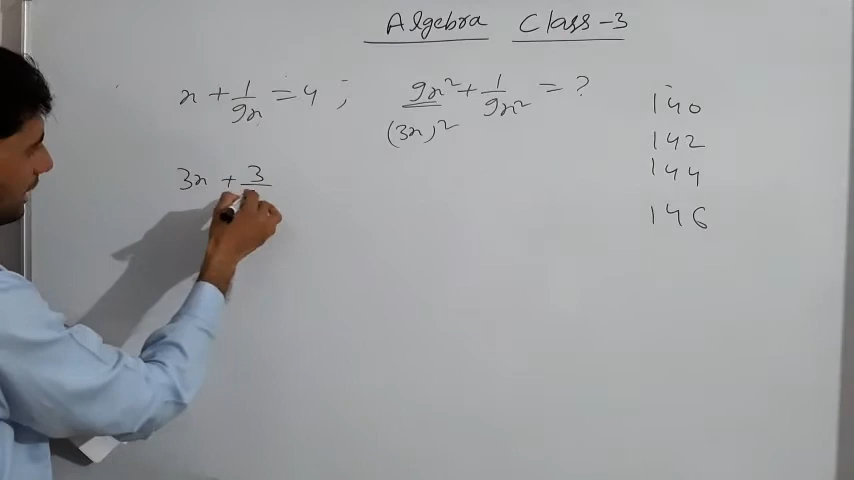 Algebra Class-3
x + 1/9x = 4 ; 9x² + 1/9x² = ?
(3x)²
3x + 3
140
142
144
146